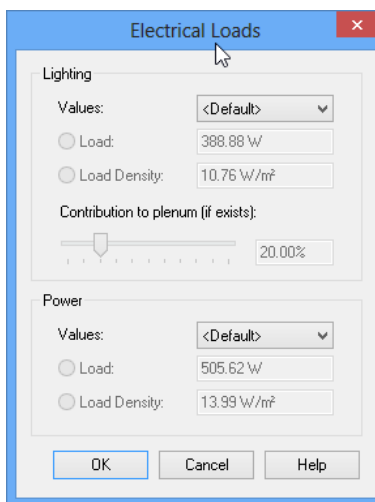 Electrical Loads
Lighting
Values: <Default>
Load: 388.88 W
Load Density: 10.76 W/m²
Contribution to plenum (if exists):
20.00%
Power
Values: <Default>
Load: 505.62 W
Load Density: 13.99 W/m²
OK Cancel Help